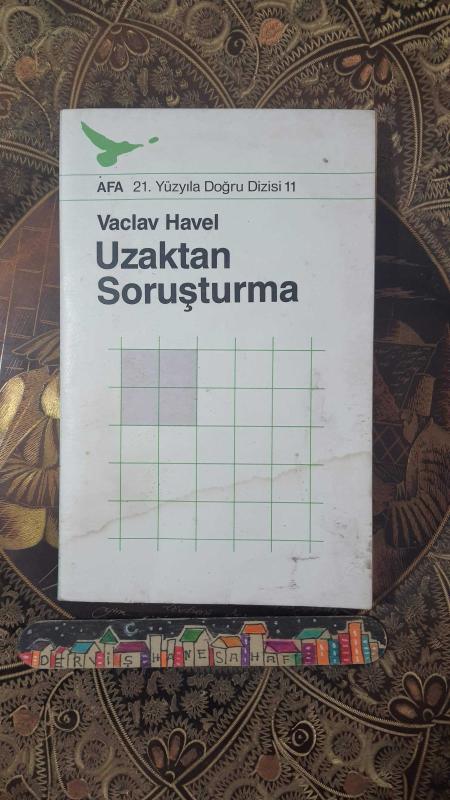 AFA 21. Yüzyıla Doğru Dizisi 11
Vaclav Havel
Uzaktan
Soruşturma
DERVİŞHANE SAHAF